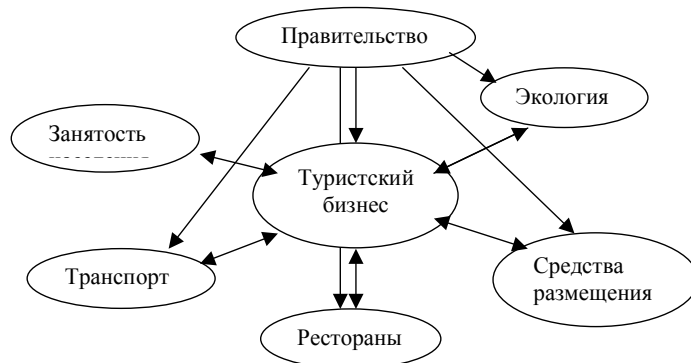 Правительство
Экология
Занятость
Туристский
бизнес
Транспорт
Средства
размещения
Рестораны